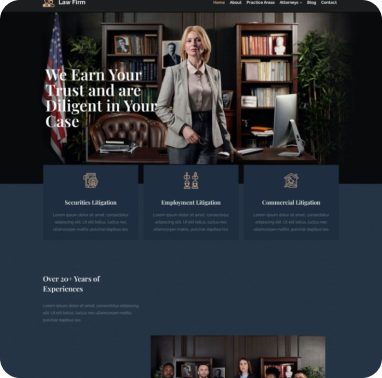 Law Firm
Home About Practice Areas Attorneys Blog Contact
We Earn Your
Trust and are
Diligent in Your
Case
Securities Litigation
Employment Litigation
Commercial Litigation
Lorem ipsum dolor sit amet, consectetur
adipiscing elit. Ut elit tellus, luctus nec
ullamcorper mattis, pulvinar dapibus leo.
Lorem ipsum dolor sit amet, consectetur
adipiscing elit. Ut elit tellus, luctus nec
ullamcorper mattis, pulvinar dapibus leo.
Lorem ipsum dolor sit amet, consectetur
adipiscing elit. Ut elit tellus, luctus nec
ullamcorper mattis, pulvinar dapibus leo.
Over 20+ Years of
Experiences
Lorem ipsum dolor sit amet, consectetur adipiscing
elit. Ut elit tellus, luctus nec ullamcorper mattis,
pulvinar dapibus leo.